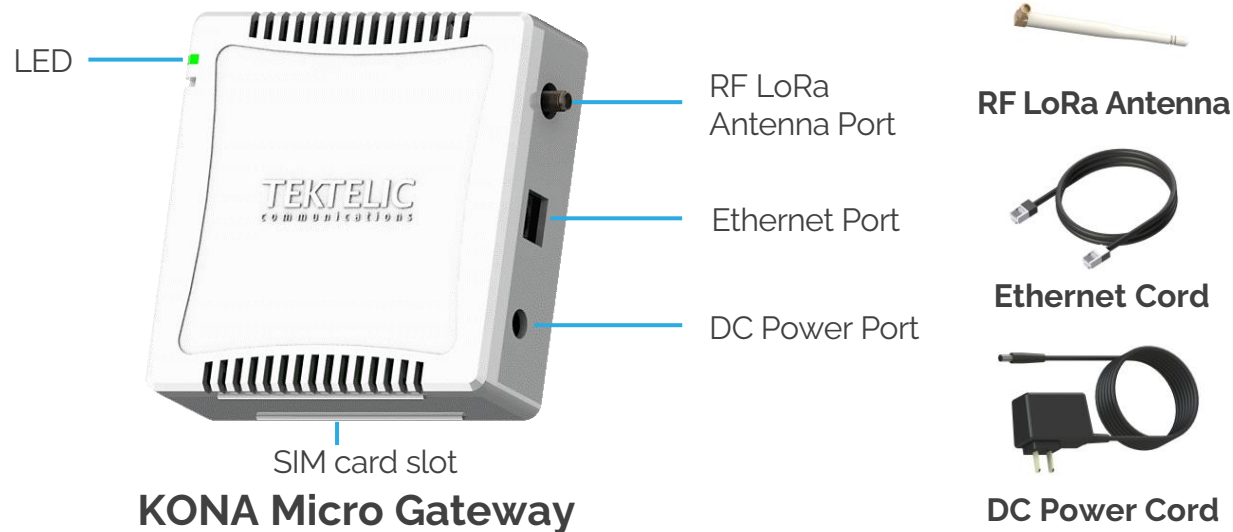 LED
TEKTELIC
communications
RF LoRa
Antenna Port
Ethernet Port
DC Power Port
SIM card slot
KONA Micro Gateway
RF LoRa Antenna
Ethernet Cord
DC Power Cord